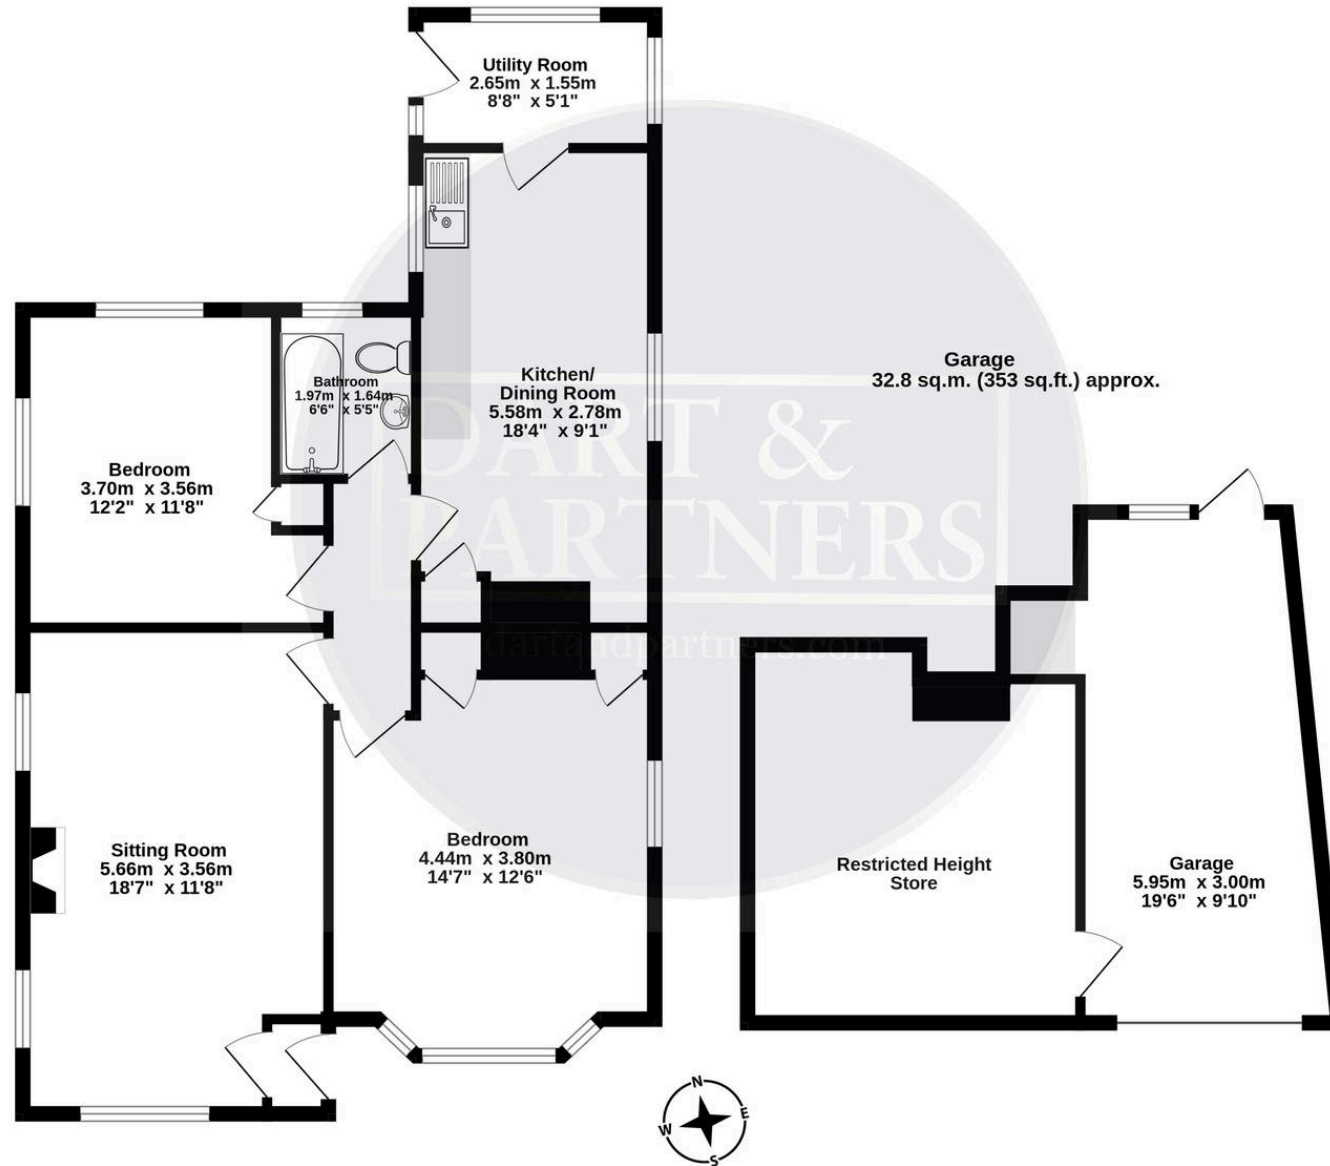 Utility Room
2.65m x 1.55m
8'8" x 5'1"
Kitchen/
Dining Room
5.58m x 2.78m
18'4" x 9'1"
Bathroom
1.97m x 1.64m
6'6" x 5'5"
Bedroom
3.70m x 3.56m
12'2" x 11'8"
Garage
32.8 sq.m. (353 sq.ft.) approx.
DART &
PARTNERS
dartandpartners.com
Sitting Room
5.66m x 3.56m
18'7" x 11'8"
Bedroom
4.44m x 3.80m
14'7" x 12'6"
Restricted Height
Store
Garage
5.95m x 3.00m
19'6" x 9'10"
N
E
W
S